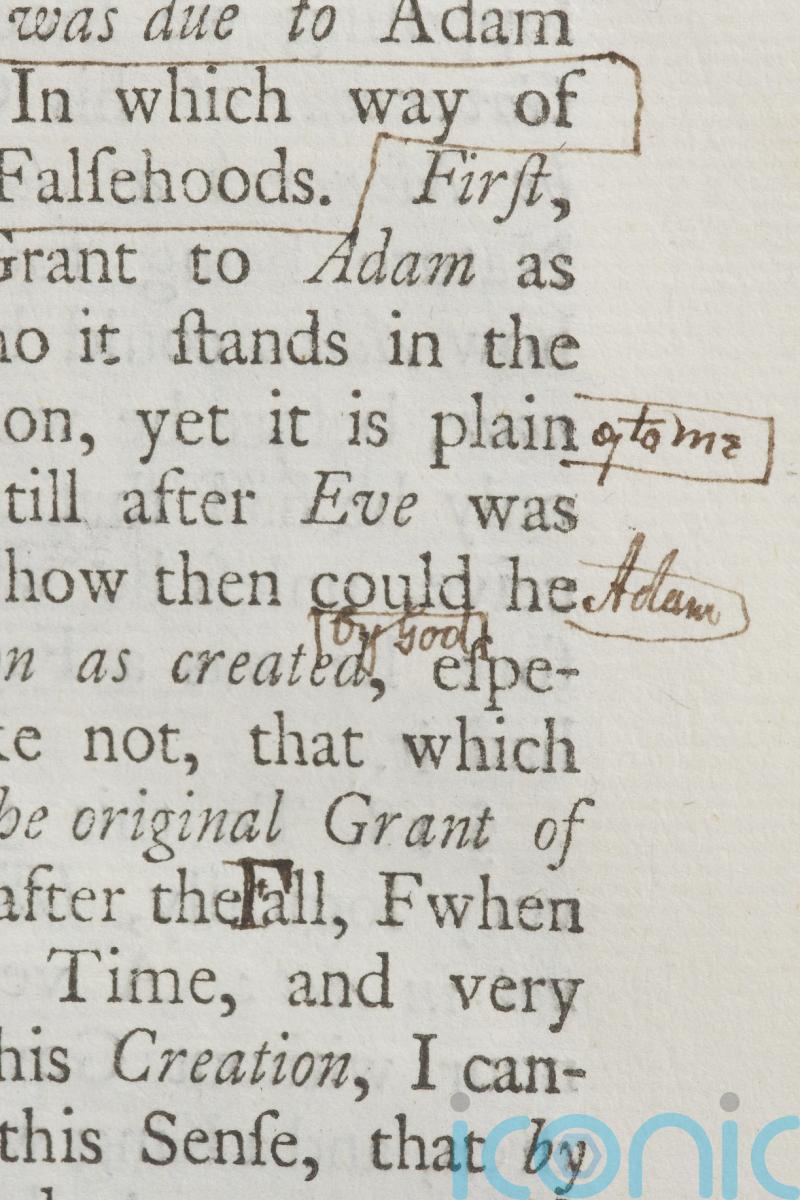 was due to Adam
In which way of
Falſehoods. Firſt,
Grant to Adam as
it ſtands in the
on, yet it is plain to me
till after Eve was
how then could he Adam
by God
n as created, eſpe-
not, that which
he original Grant of
after the Fall, Fwhen
Time, and very
his Creation, I can-
this Senſe, that by
iconic